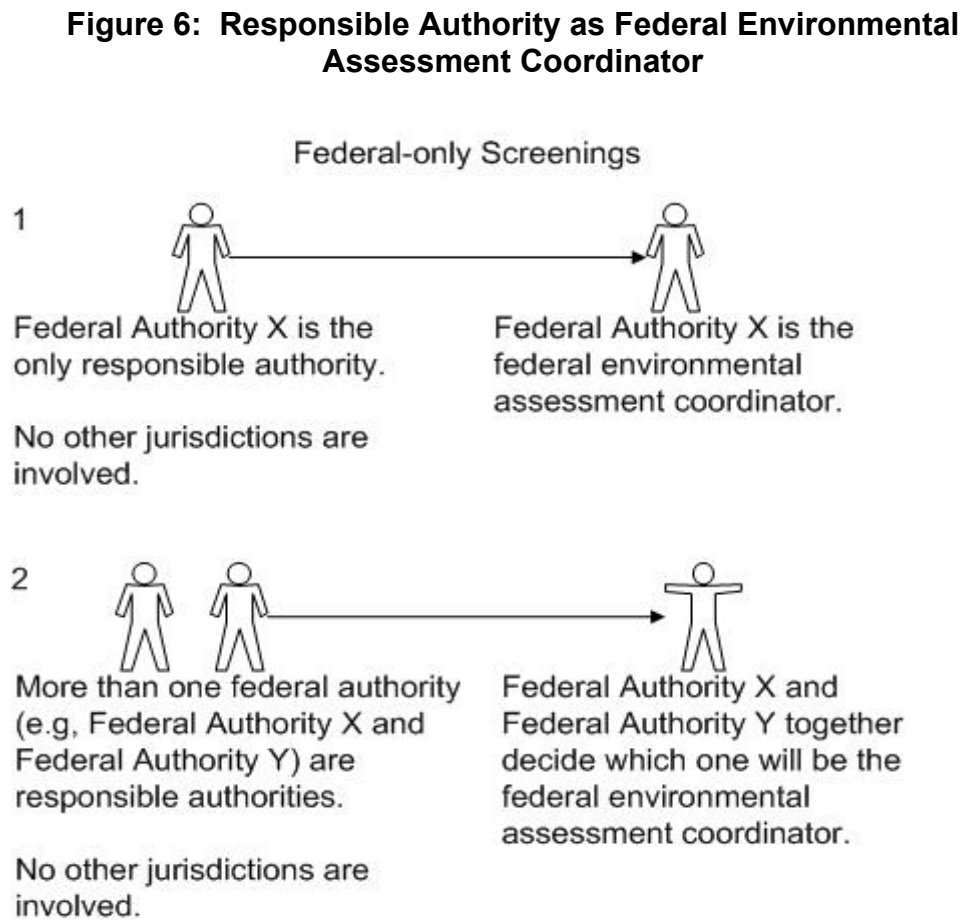 Figure 6: Responsible Authority as Federal Environmental
Assessment Coordinator
Federal-only Screenings
1
Federal Authority X is the
only responsible authority.
No other jurisdictions are
involved.
Federal Authority X is the
federal environmental
assessment coordinator.
2
More than one federal authority
(e.g, Federal Authority X and
Federal Authority Y) are
responsible authorities.
No other jurisdictions are
involved.
Federal Authority X and
Federal Authority Y together
decide which one will be the
federal environmental
assessment coordinator.